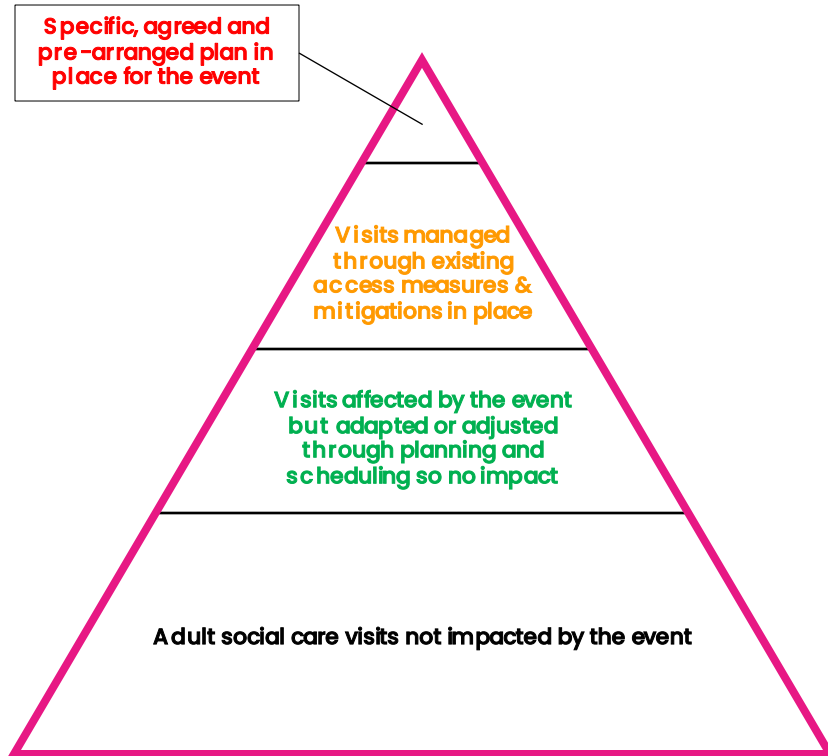 Specific, agreed and
pre-arranged plan in
place for the event
Visits managed
through existing
access measures &
mitigations in place
Visits affected by the event
but adapted or adjusted
through planning and
scheduling so no impact
Adult social care visits not impacted by the event